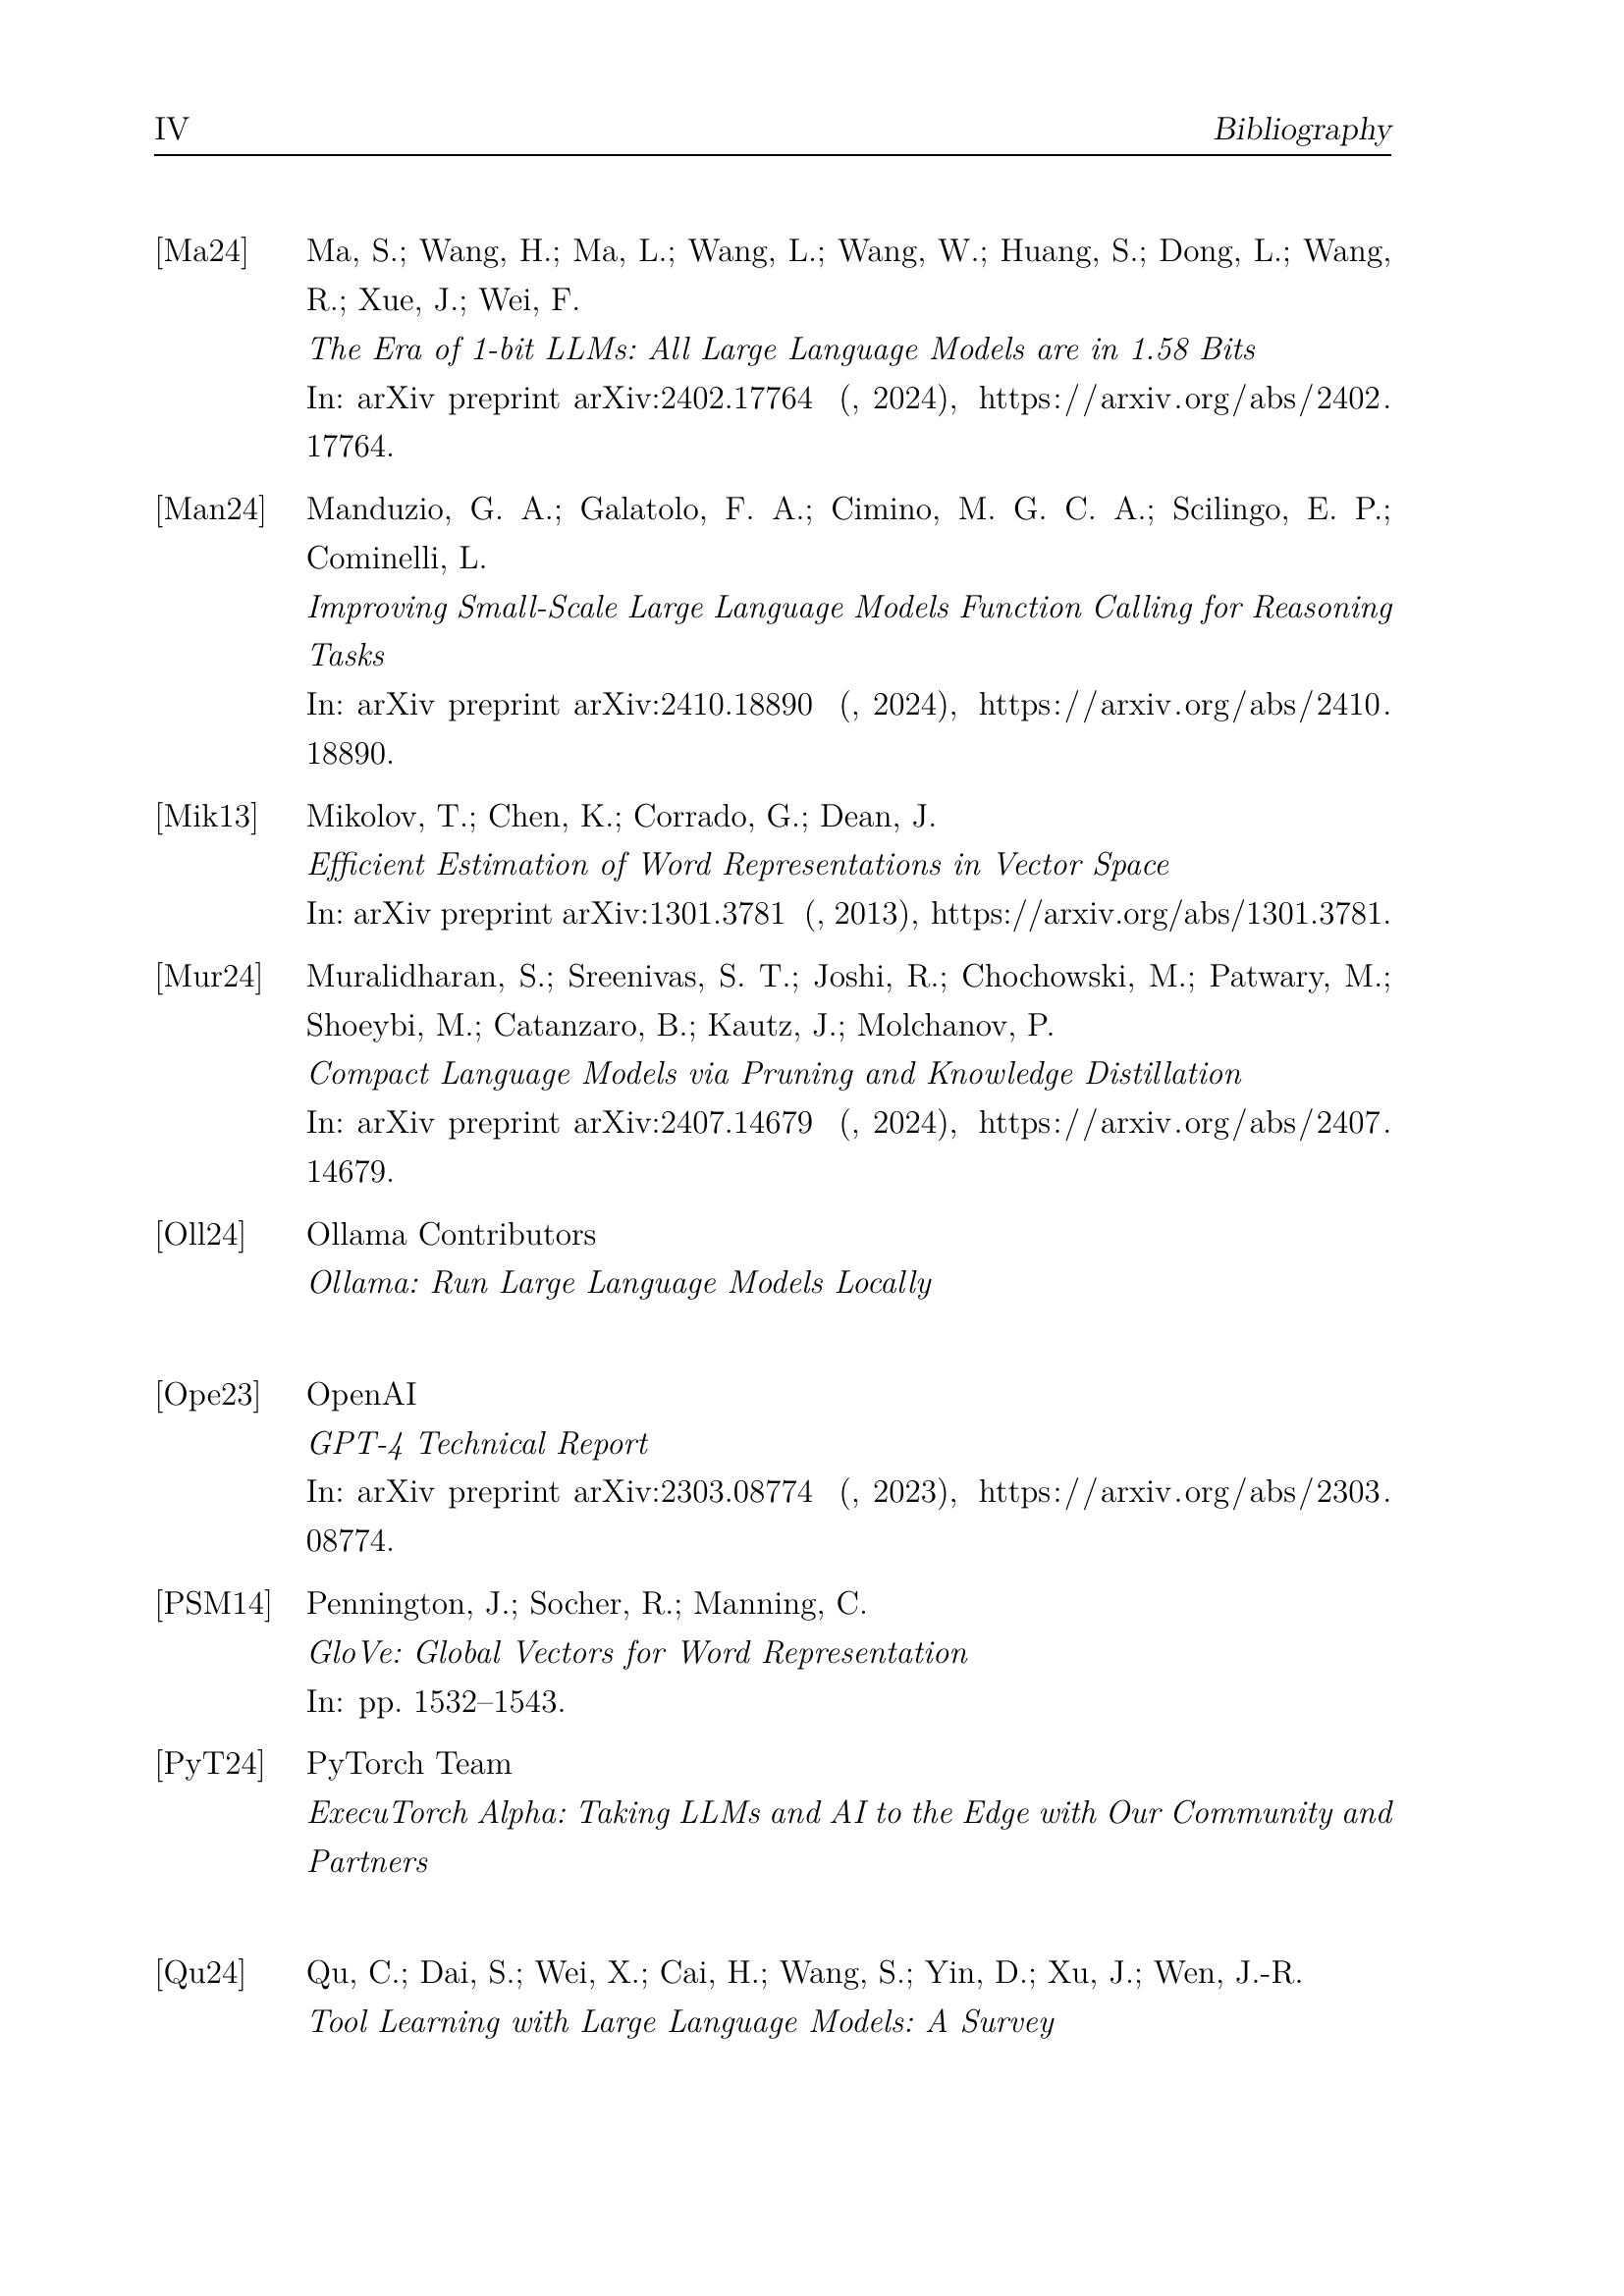 IV Bibliography
[Ma24] Ma, S.; Wang, H.; Ma, L.; Wang, L.; Wang, W.; Huang, S.; Dong, L.; Wang,
R.; Xue, J.; Wei, F.
The Era of 1-bit LLMs: All Large Language Models are in 1.58 Bits
In: arXiv preprint arXiv:2402.17764 (, 2024), https://arxiv.org/abs/2402.
17764.
[Man24] Manduzio, G. A.; Galatolo, F. A.; Cimino, M. G. C. A.; Scilingo, E. P.;
Cominelli, L.
Improving Small-Scale Large Language Models Function Calling for Reasoning
Tasks
In: arXiv preprint arXiv:2410.18890 (, 2024), https://arxiv.org/abs/2410.
18890.
[Mik13] Mikolov, T.; Chen, K.; Corrado, G.; Dean, J.
Efficient Estimation of Word Representations in Vector Space
In: arXiv preprint arXiv:1301.3781 (, 2013), https://arxiv.org/abs/1301.3781.
[Mur24] Muralidharan, S.; Sreenivas, S. T.; Joshi, R.; Chochowski, M.; Patwary, M.;
Shoeybi, M.; Catanzaro, B.; Kautz, J.; Molchanov, P.
Compact Language Models via Pruning and Knowledge Distillation
In: arXiv preprint arXiv:2407.14679 (, 2024), https://arxiv.org/abs/2407.
14679.
[Oll24] Ollama Contributors
Ollama: Run Large Language Models Locally
[Ope23] OpenAI
GPT-4 Technical Report
In: arXiv preprint arXiv:2303.08774 (, 2023), https://arxiv.org/abs/2303.
08774.
[PSM14] Pennington, J.; Socher, R.; Manning, C.
GloVe: Global Vectors for Word Representation
In: pp. 1532–1543.
[PyT24] PyTorch Team
ExecuTorch Alpha: Taking LLMs and AI to the Edge with Our Community and
Partners
[Qu24] Qu, C.; Dai, S.; Wei, X.; Cai, H.; Wang, S.; Yin, D.; Xu, J.; Wen, J.-R.
Tool Learning with Large Language Models: A Survey